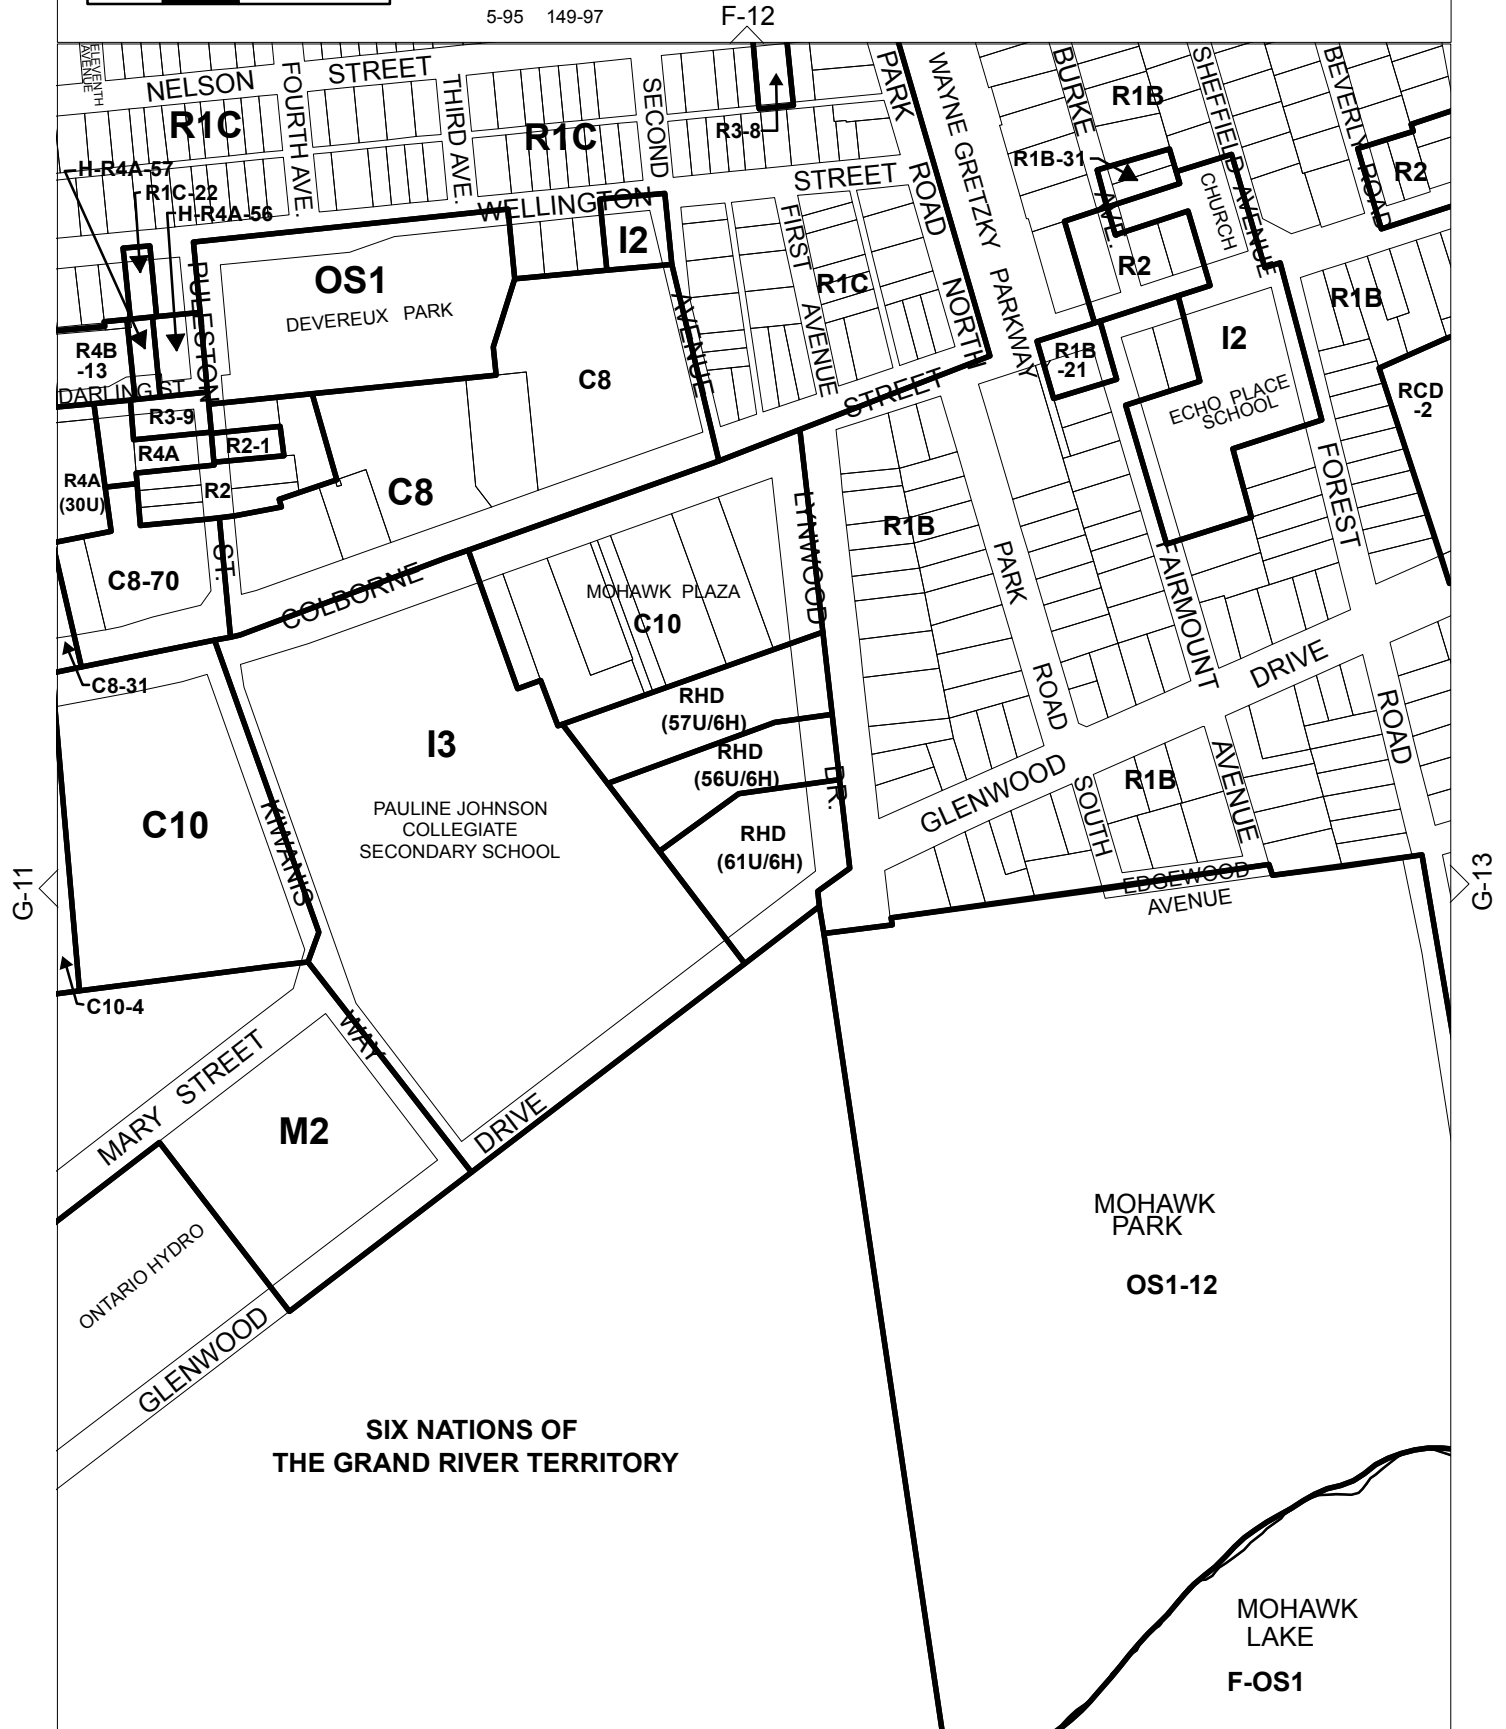 5-95 149-97
F-12
ELEVENTH
AVENUE
NELSON STREET
FOURTH AVE.
THIRD AVE.
SECOND AVENUE
PARK ROAD NORTH
WAYNE GRETZKY PARKWAY
BURKE AVE.
SHEFFIELD AVENUE
BEVERLY ROAD
R1C
R1C
R3-8
R1B
R1B-31
R2
H-R4A-57
R1C-22
H-R4A-56
WELLINGTON STREET
CHURCH
I2
FIRST AVENUE
R1C
R2
OS1
DEVEREUX PARK
PULESTON ST.
R1B
I2
R4B
-13
R1B
-21
DARLING ST.
C8
STREET
ECHO PLACE
SCHOOL
RCD
-2
R3-9
R4A
R2-1
R4A
(30U)
R2
C8
LYNWOOD DR.
R1B
FOREST ROAD
C8-70
COLBORNE
MOHAWK PLAZA
C10
PARK ROAD SOUTH
FAIRMOUNT AVENUE
C8-31
RHD
(57U/6H)
DRIVE
I3
RHD
(56U/6H)
GLENWOOD
R1B
C10
KIWANIS WAY
PAULINE JOHNSON
COLLEGIATE
SECONDARY SCHOOL
RHD
(61U/6H)
G-11
G-13
EDGEWOOD
AVENUE
C10-4
MARY STREET
M2
DRIVE
MOHAWK
PARK
OS1-12
ONTARIO HYDRO
GLENWOOD
SIX NATIONS OF
THE GRAND RIVER TERRITORY
MOHAWK
LAKE
F-OS1